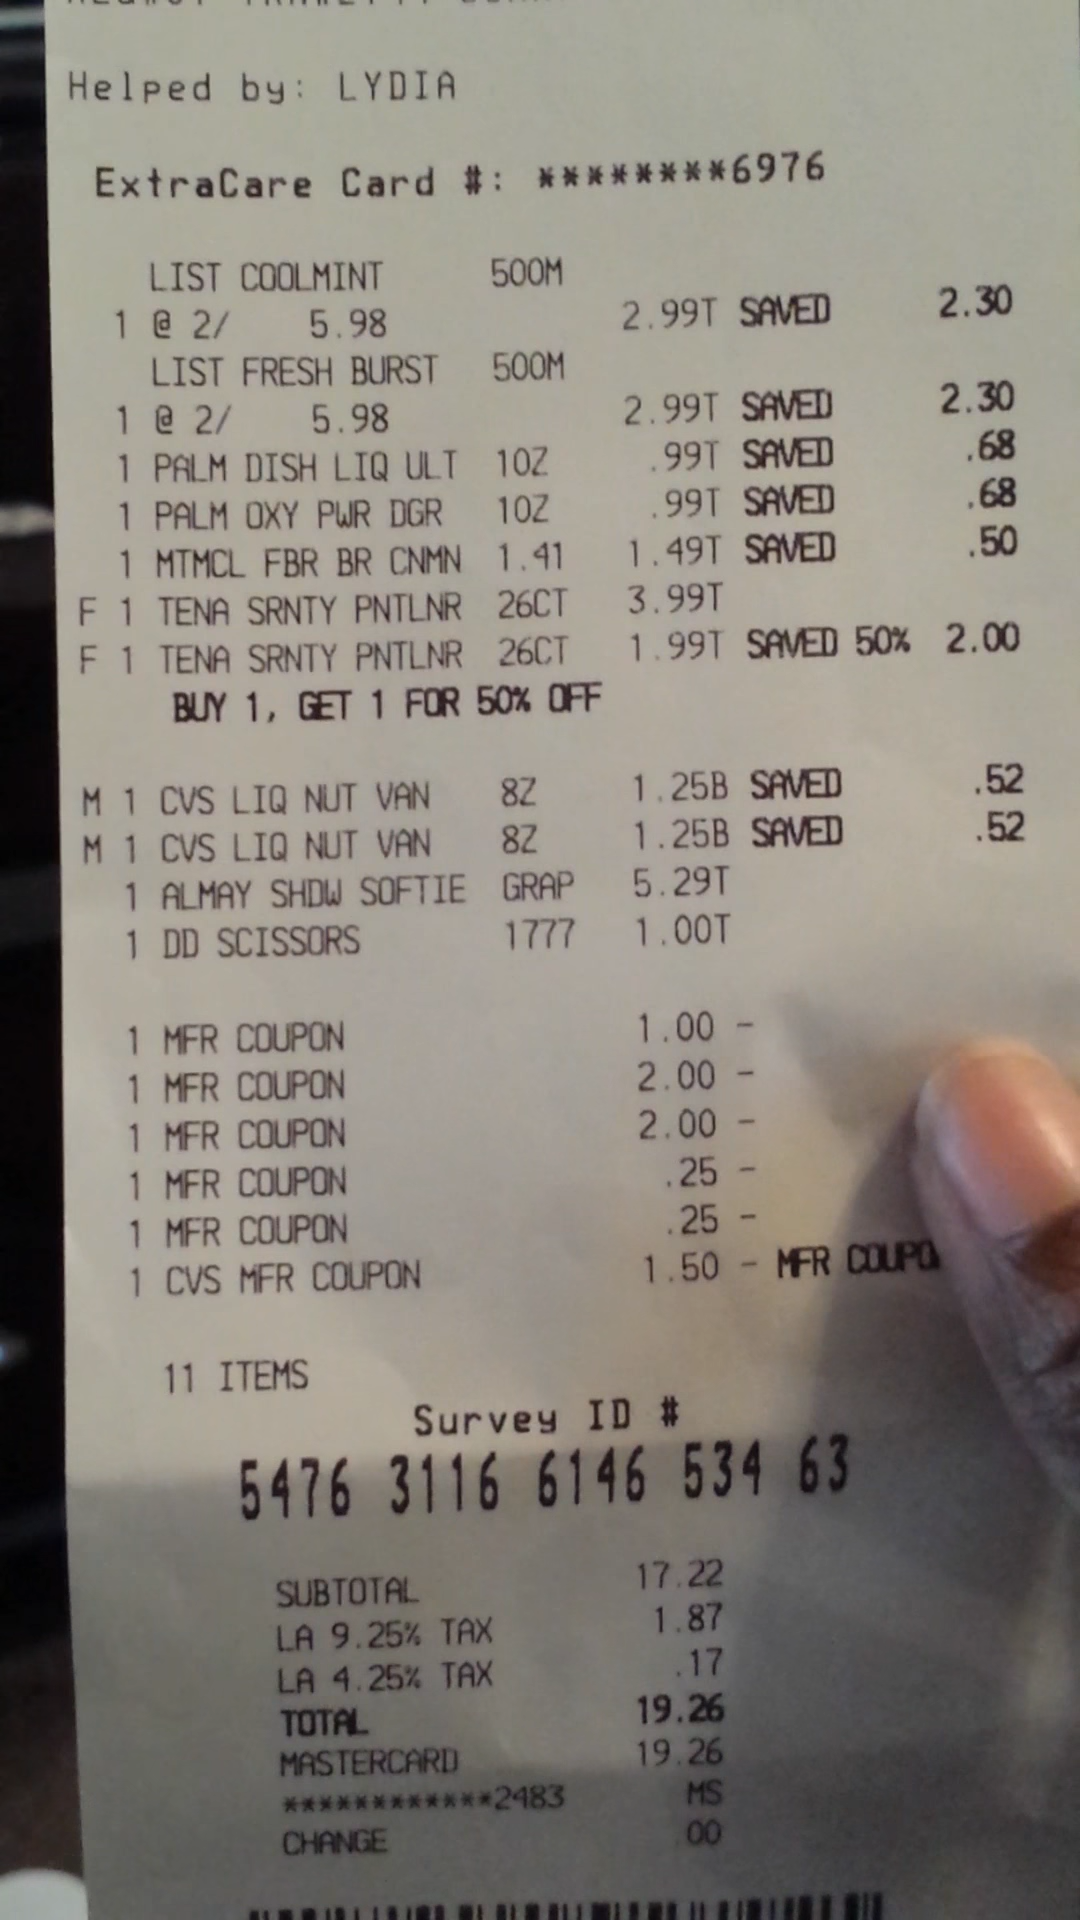 Helped by: LYDIA
ExtraCare Card #: ********6976
LIST COOLMINT 500M
1 @ 2/ 5.98 2.99T SAVED 2.30
LIST FRESH BURST 500M
1 @ 2/ 5.98 2.99T SAVED 2.30
1 PALM DISH LIQ ULT 10Z .99T SAVED .68
1 PALM OXY PWR DGR 10Z .99T SAVED .68
1 MTMCL FBR BR CNMN 1.41 1.49T SAVED .50
F 1 TENA SRNTY PNTLNR 26CT 3.99T
F 1 TENA SRNTY PNTLNR 26CT 1.99T SAVED 50% 2.00
BUY 1, GET 1 FOR 50% OFF
M 1 CVS LIQ NUT VAN 8Z 1.25B SAVED .52
M 1 CVS LIQ NUT VAN 8Z 1.25B SAVED .52
1 ALMAY SHDW SOFTIE GRAP 5.29T
1 DD SCISSORS 1777 1.00T
1 MFR COUPON 1.00 -
1 MFR COUPON 2.00 -
1 MFR COUPON 2.00 -
1 MFR COUPON .25 -
1 MFR COUPON .25 -
1 CVS MFR COUPON 1.50 - MFR COUPO
11 ITEMS
Survey ID #
5476 3116 6146 534 63
SUBTOTAL 17.22
LA 9.25% TAX 1.87
LA 4.25% TAX .17
TOTAL 19.26
MASTERCARD 19.26
************2483 MS
CHANGE .00